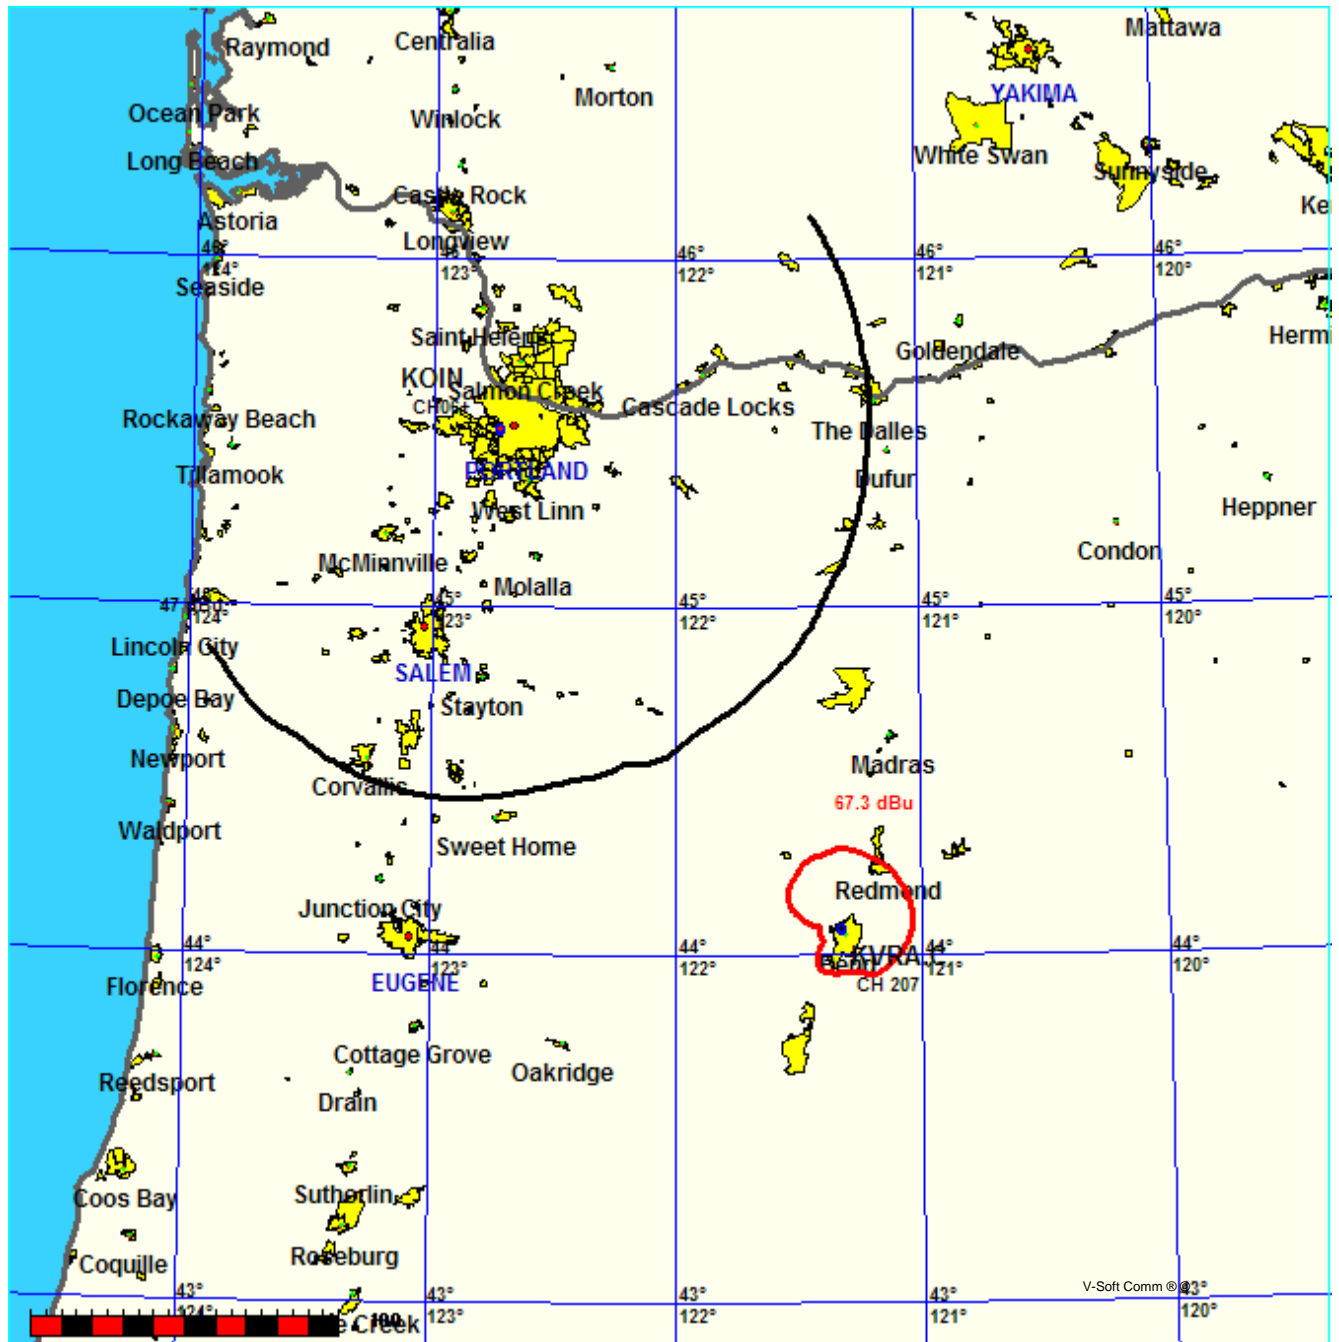 Raymond
Centralia
Mattawa
Morton
YAKIMA
Ocean Park
Winlock
Long Beach
White Swan
Sunnyside
Castle Rock
Astoria
Longview
46°
124°
46°
123°
46°
122°
46°
121°
46°
120°
Seaside
Saint Helens
Hermi
Goldendale
KOIN
CH06+
Salmon Creek
Cascade Locks
Rockaway Beach
The Dalles
Tillamook
PORTLAND
Dufur
West Linn
Heppner
McMinnville
Condon
Molalla
124°
45°
123°
45°
122°
45°
121°
45°
120°
Lincoln City
SALEM
Depoe Bay
Stayton
Newport
Madras
Corvallis
67.3 dBu
Waldport
Sweet Home
Redmond
Junction City
44°
124°
44°
123°
44°
122°
44°
121°
44°
120°
KVRA
CH 207
EUGENE
Florence
Cottage Grove
Oakridge
Reedsport
Drain
Coos Bay
Sutherlin
Roseburg
Coquille
V-Soft Comm ®
43°
124°
43°
123°
43°
122°
43°
121°
43°
120°
100
Creek